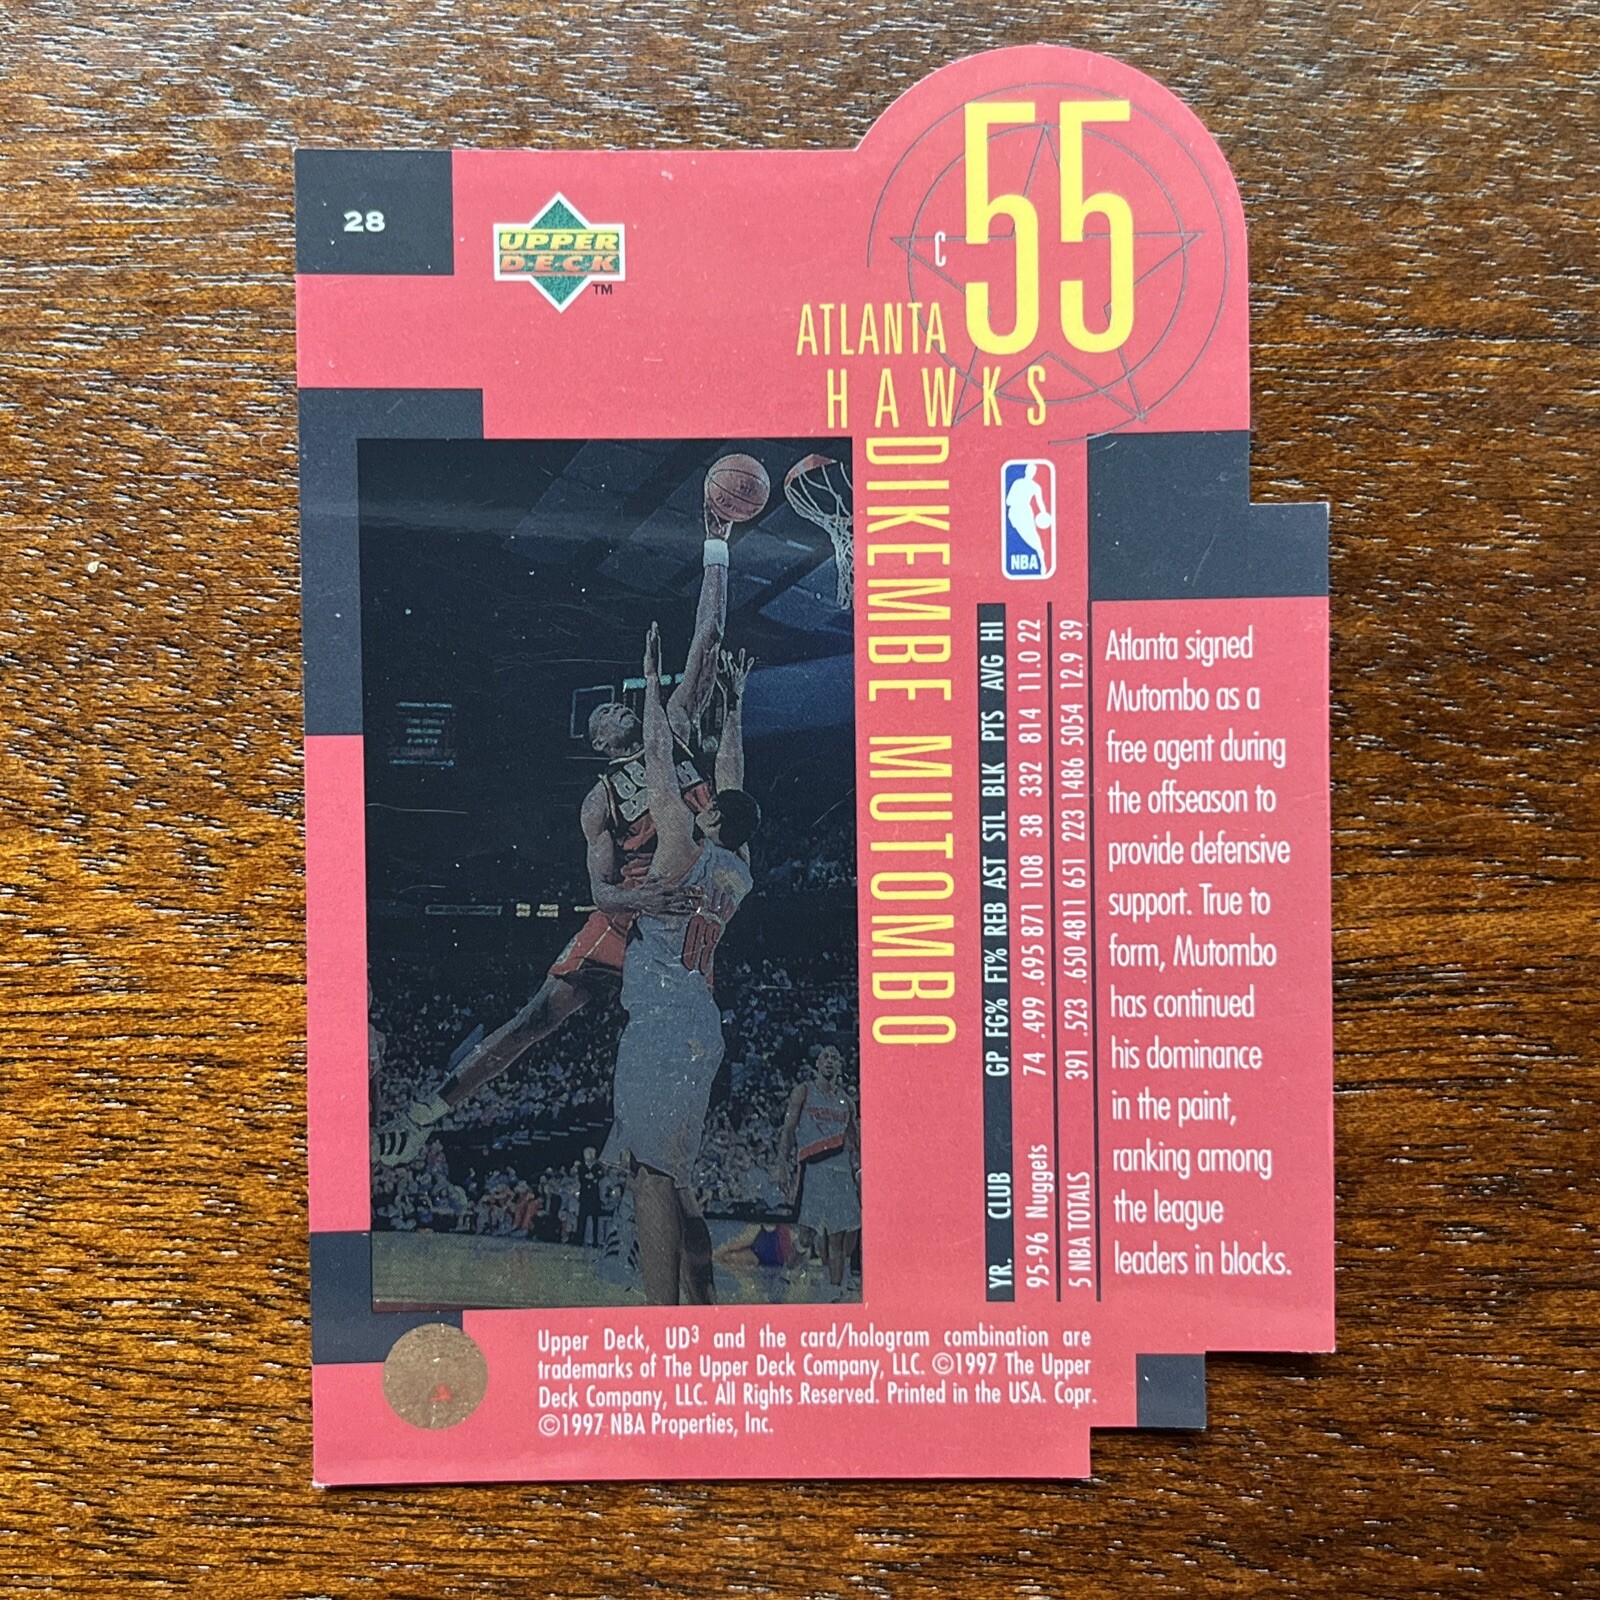 28
UPPER
D·E·C·K
TM
55
C
ATLANTA
HAWKS
DIKEMBE MUTOMBO
NBA
YR. CLUB GP FG% FT% REB AST STL BLK PTS AVG HI
95-96 Nuggets 74 .499 .695 871 108 38 332 814 11.0 22
5 NBA TOTALS 391 .523 .650 4811 651 223 1486 5054 12.9 39
Atlanta signed
Mutombo as a
free agent during
the offseason to
provide defensive
support. True to
form, Mutombo
has continued
his dominance
in the paint,
ranking among
the league
leaders in blocks.
Upper Deck, UD³ and the card/hologram combination are
trademarks of The Upper Deck Company, LLC. ©1997 The Upper
Deck Company, LLC. All Rights Reserved. Printed in the USA. Copr.
©1997 NBA Properties, Inc.